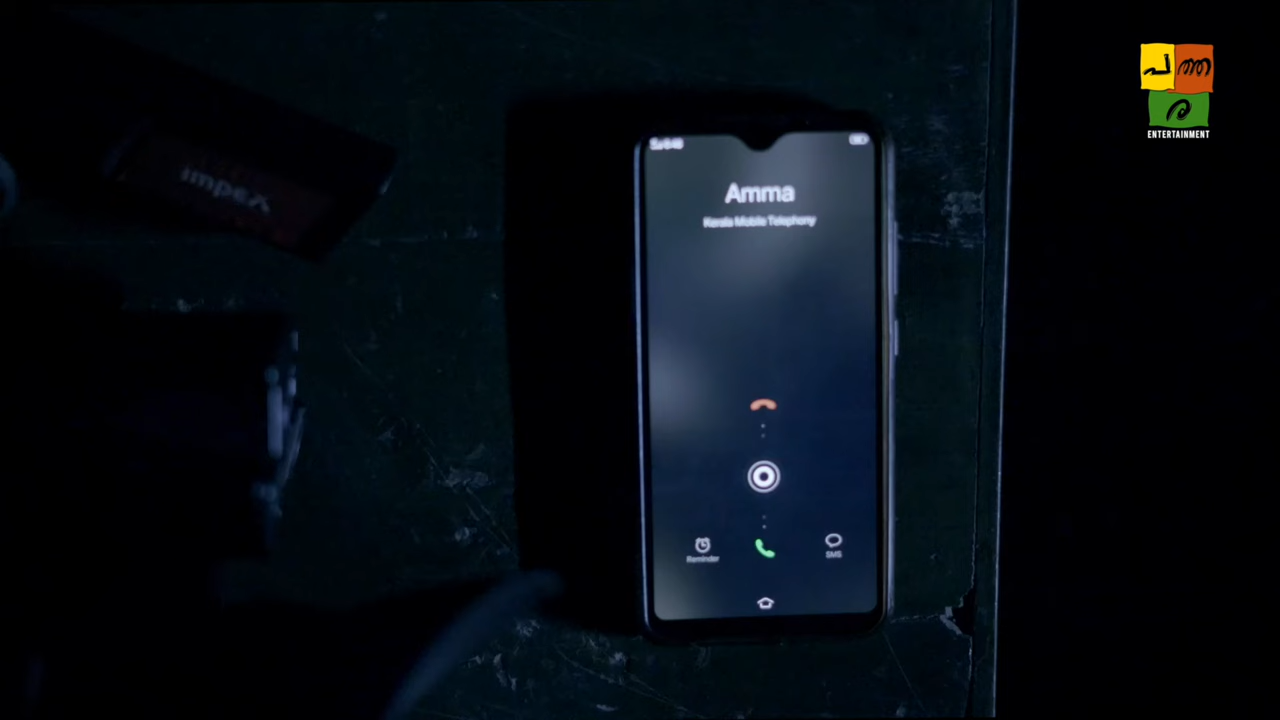 impex
Amma
Kerala Mobile Telephony
Reminder
SMS
ENTERTAINMENT